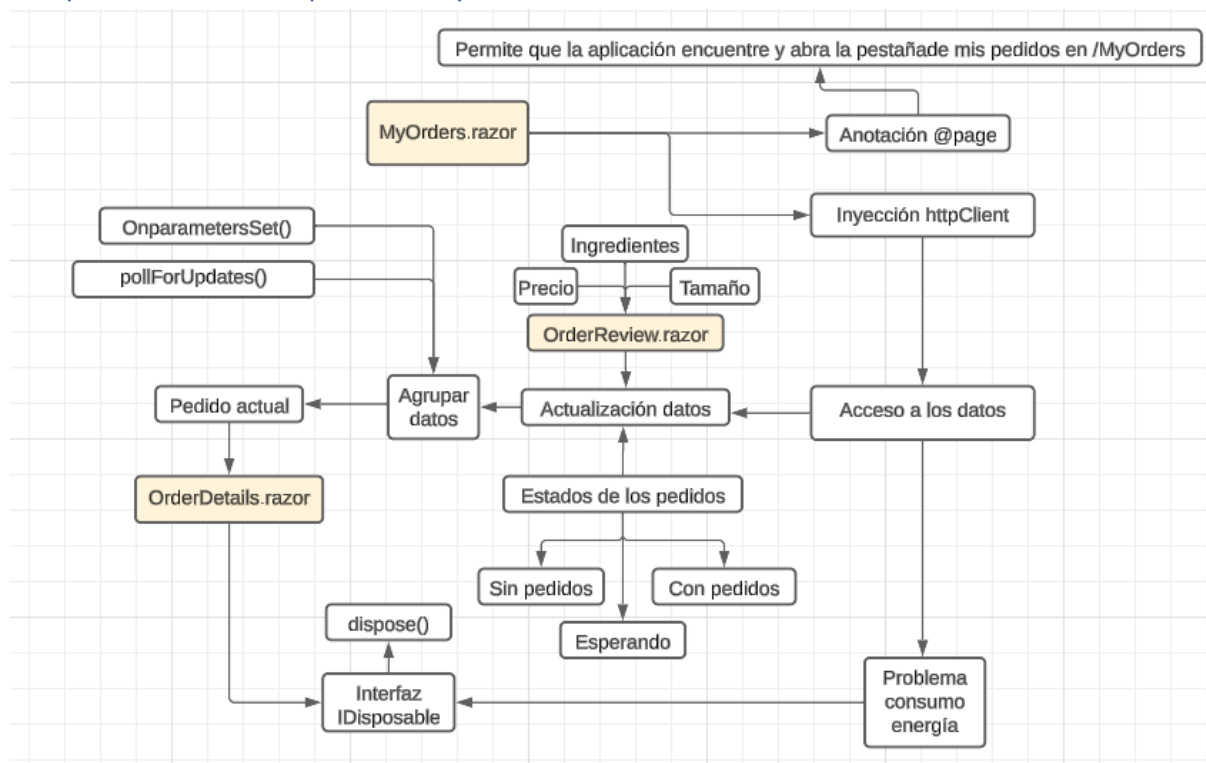 Permite que la aplicación encuentre y abra la pestañade mis pedidos en /MyOrders
MyOrders.razor
Anotación @page
Inyección httpClient
OnparametersSet()
pollForUpdates()
Ingredientes
Precio
Tamaño
OrderReview.razor
Pedido actual
Agrupar
datos
Actualización datos
Acceso a los datos
OrderDetails.razor
Estados de los pedidos
Sin pedidos
Con pedidos
Esperando
dispose()
Interfaz
IDisposable
Problema
consumo
energía